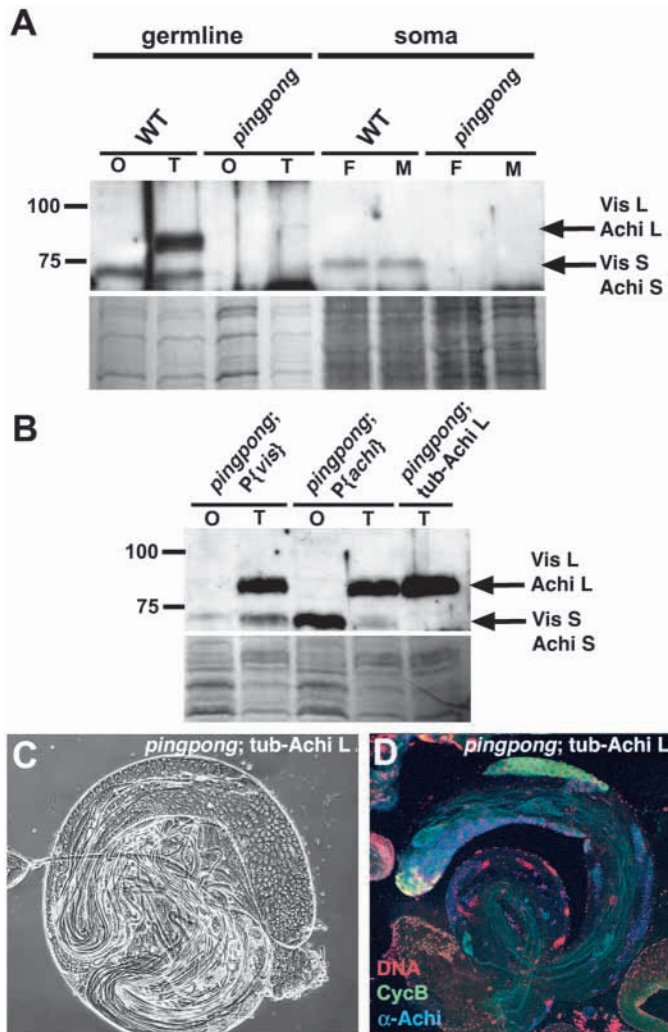 A
germline soma
WT pingpong WT pingpong
O T O T F M F M
100
75
Vis L
Achi L
Vis S
Achi S
B
pingpong; P{vis} pingpong; P{achi} pingpong; tub-Achi L
O T O T T
100
75
Vis L
Achi L
Vis S
Achi S
C pingpong; tub-Achi L
D pingpong; tub-Achi L
DNA
CycB
α-Achi